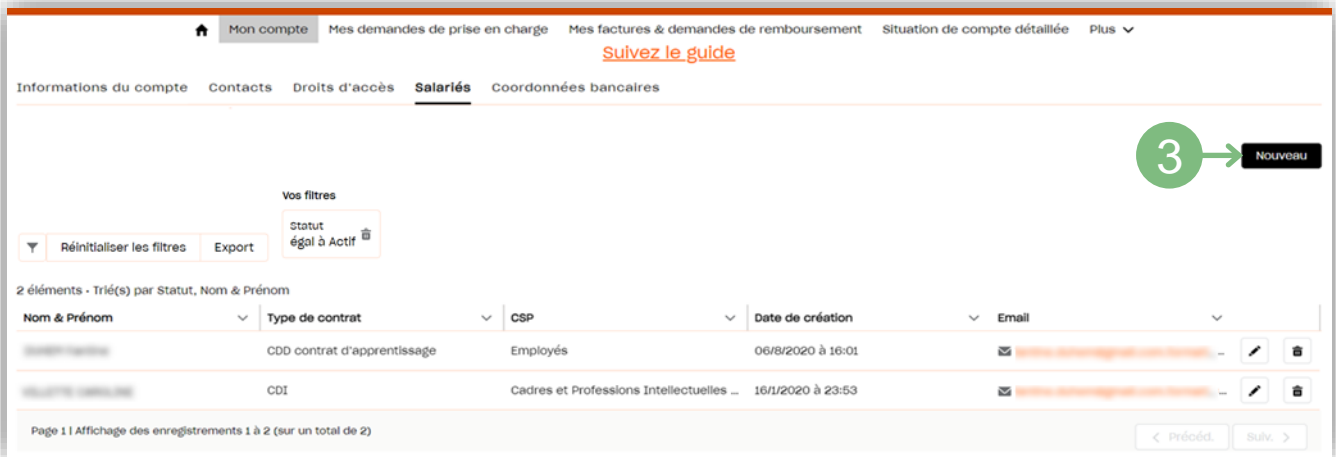 Mon compte Mes demandes de prise en charge Mes factures & demandes de remboursement Situation de compte détaillée Plus
Suivez le guide
Informations du compte Contacts Droits d'accès Salariés Coordonnées bancaires
3 Nouveau
Vos filtres
Statut
égal à Actif
Réinitialiser les filtres Export
2 éléments • Trié(s) par Statut, Nom & Prénom
Nom & Prénom Type de contrat CSP Date de création Email
CDD contrat d'apprentissage Employés 06/8/2020 à 16:01
CDI Cadres et Professions Intellectuelles ... 16/1/2020 à 23:53
Page 1 | Affichage des enregistrements 1 à 2 (sur un total de 2)
< Précéd. Suiv. >